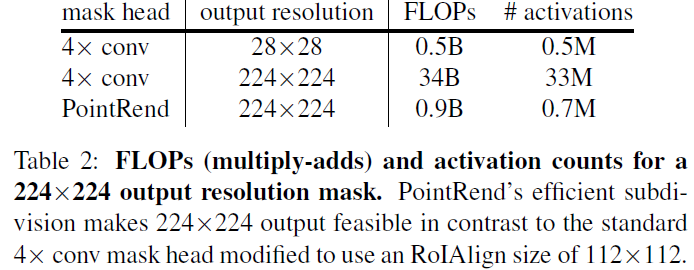 mask head output resolution FLOPs # activations
4× conv 28×28 0.5B 0.5M
4× conv 224×224 34B 33M
PointRend 224×224 0.9B 0.7M
Table 2: FLOPs (multiply-adds) and activation counts for a
224×224 output resolution mask. PointRend's efficient subdi-
vision makes 224×224 output feasible in contrast to the standard
4× conv mask head modified to use an RoIAlign size of 112×112.